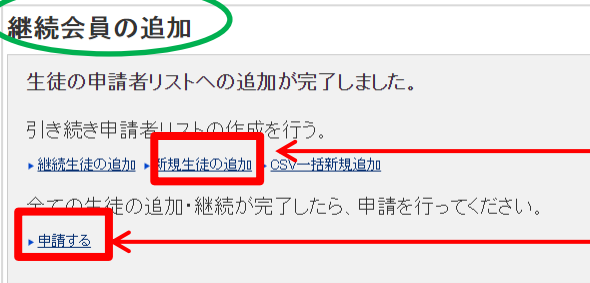 継続会員の追加
生徒の申請者リストへの追加が完了しました。
引き続き申請者リストの作成を行う。
継続生徒の追加 新規生徒の追加 CSV一括新規追加
全ての生徒の追加・継続が完了したら、申請を行ってください。
申請する